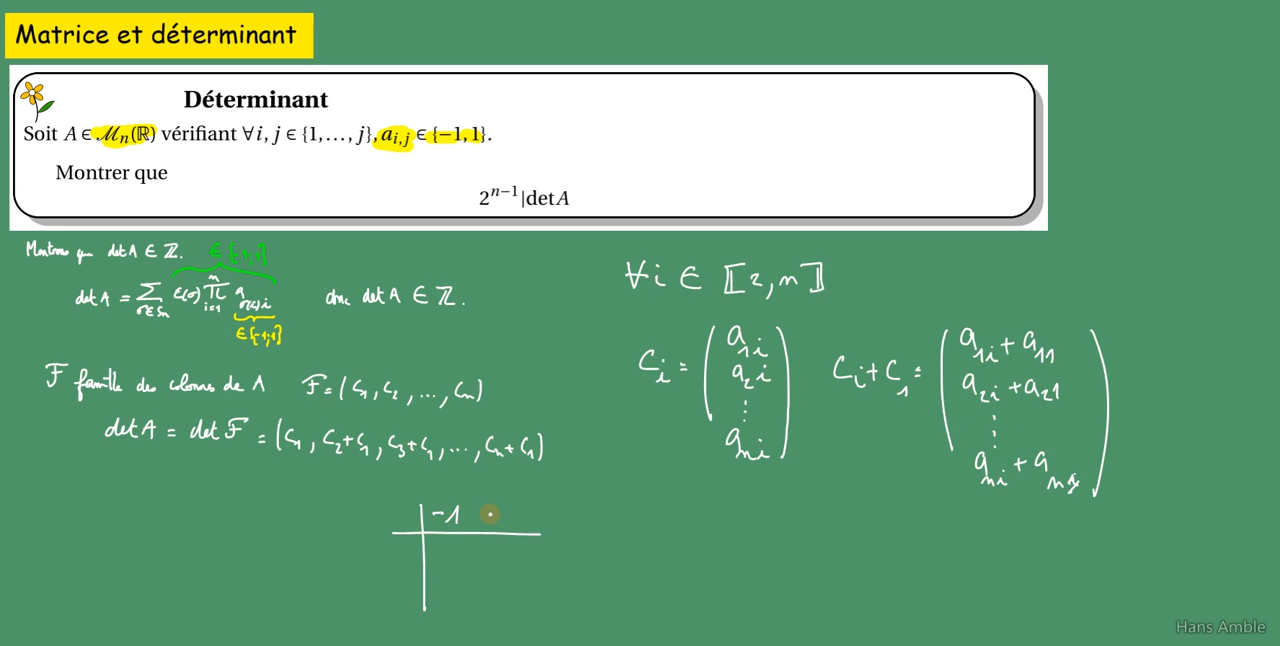 Matrice et déterminant
Déterminant
Soit A ∈ ℳₙ(ℝ) vérifiant ∀i, j ∈ {1,…, j}, aᵢ,ⱼ ∈ {−1, 1}.
Montrer que
2ⁿ⁻¹|det A
Montrons que det A ∈ ℤ. ∈ {-1,1}
det A = ∑_{σ∈Sn} ε(σ) ∏_{i=1}^{n} a_{σ(i)i} donc det A ∈ ℤ.
∈{-1,1}
F famille des colonnes de A F = (C₁, C₂, …, Cn)
det A = det F = (C₁, C₂+C₁, C₃+C₁, …, Cn+C₁)
∀i ∈ ⟦2,n⟧
Cᵢ = (a₁ᵢ a₂ᵢ ⋮ aₙᵢ) Cᵢ+C₁ = (a₁ᵢ+a₁₁ a₂ᵢ+a₂₁ ⋮ aₙᵢ+aₙ₁)
-1
Hans Amble